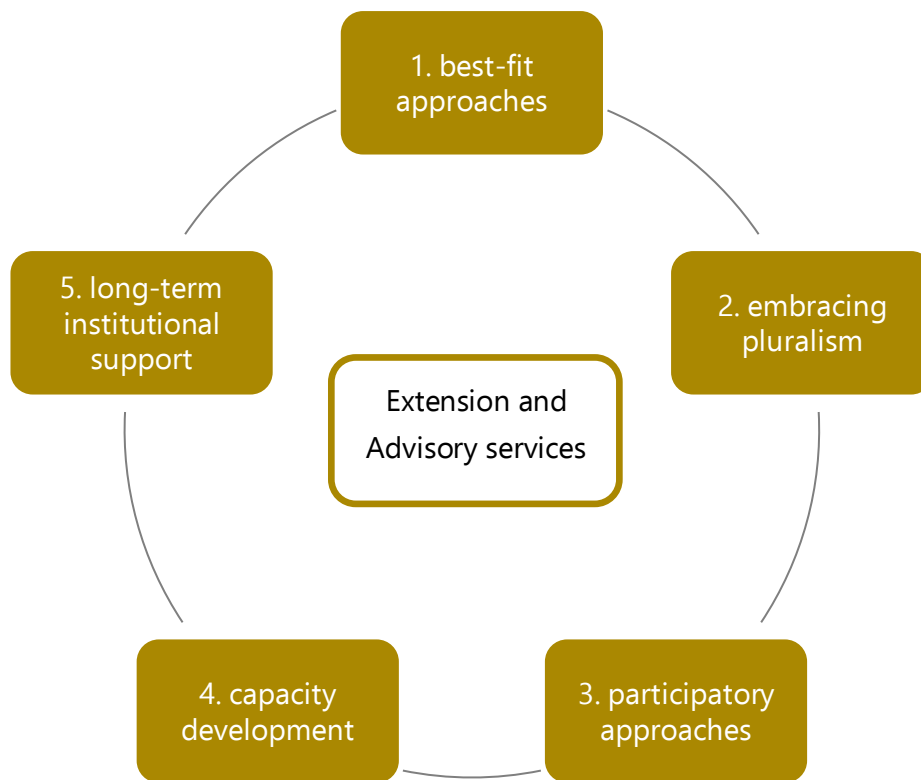 1. best-fit
approaches
2. embracing
pluralism
3. participatory
approaches
4. capacity
development
5. long-term
institutional
support
Extension and
Advisory services